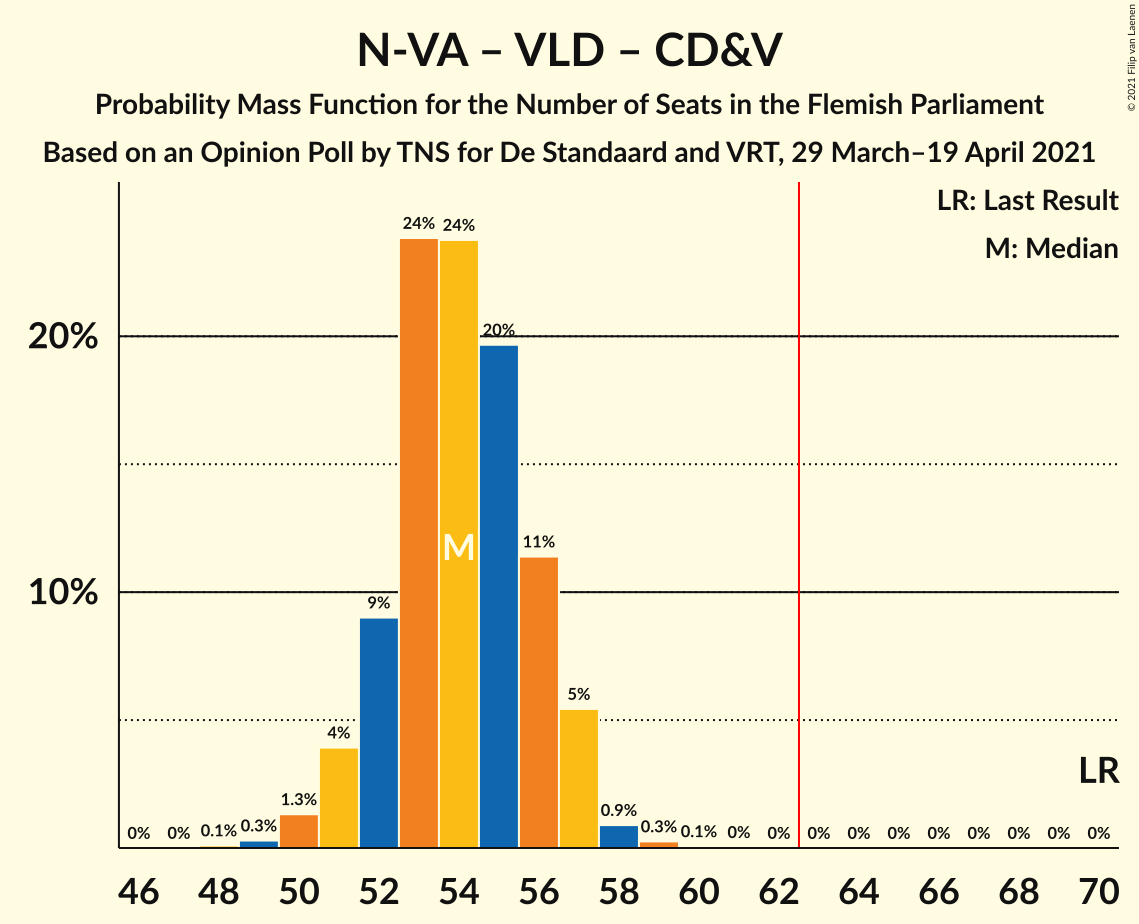 N-VA – VLD – CD&V
Probability Mass Function for the Number of Seats in the Flemish Parliament
Based on an Opinion Poll by TNS for De Standaard and VRT, 29 March–19 April 2021
© 2021 Filip van Laenen
LR: Last Result
M: Median
20%
10%
0% 0% 0.1% 0.3% 1.3% 4% 9% 24% 24% 20% 11% 5% 0.9% 0.3% 0.1% 0% 0% 0% 0% 0% 0% 0% 0% 0% 0%
M
LR
46 48 50 52 54 56 58 60 62 64 66 68 70